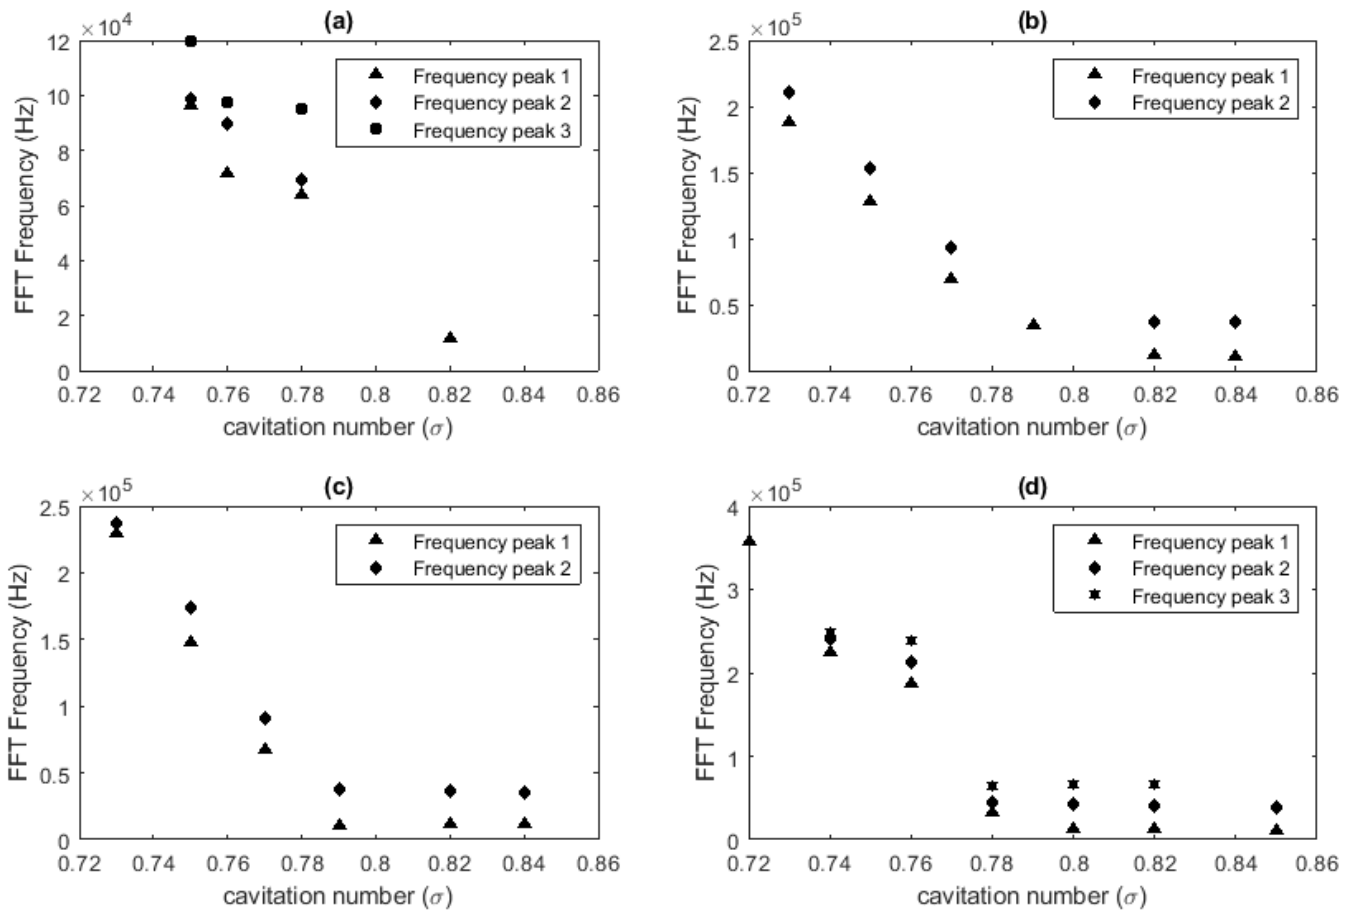 (a)
×10^4
12
10
8
6
4
2
0
FFT Frequency (Hz)
Frequency peak 1
Frequency peak 2
Frequency peak 3
0.72 0.74 0.76 0.78 0.8 0.82 0.84 0.86
cavitation number (σ)
(b)
×10^5
2.5
2
1.5
1
0.5
0
FFT Frequency (Hz)
Frequency peak 1
Frequency peak 2
0.72 0.74 0.76 0.78 0.8 0.82 0.84 0.86
cavitation number (σ)
(c)
×10^5
2.5
2
1.5
1
0.5
0
FFT Frequency (Hz)
Frequency peak 1
Frequency peak 2
0.72 0.74 0.76 0.78 0.8 0.82 0.84 0.86
cavitation number (σ)
(d)
×10^5
4
3
2
1
0
FFT Frequency (Hz)
Frequency peak 1
Frequency peak 2
Frequency peak 3
0.72 0.74 0.76 0.78 0.8 0.82 0.84 0.86
cavitation number (σ)